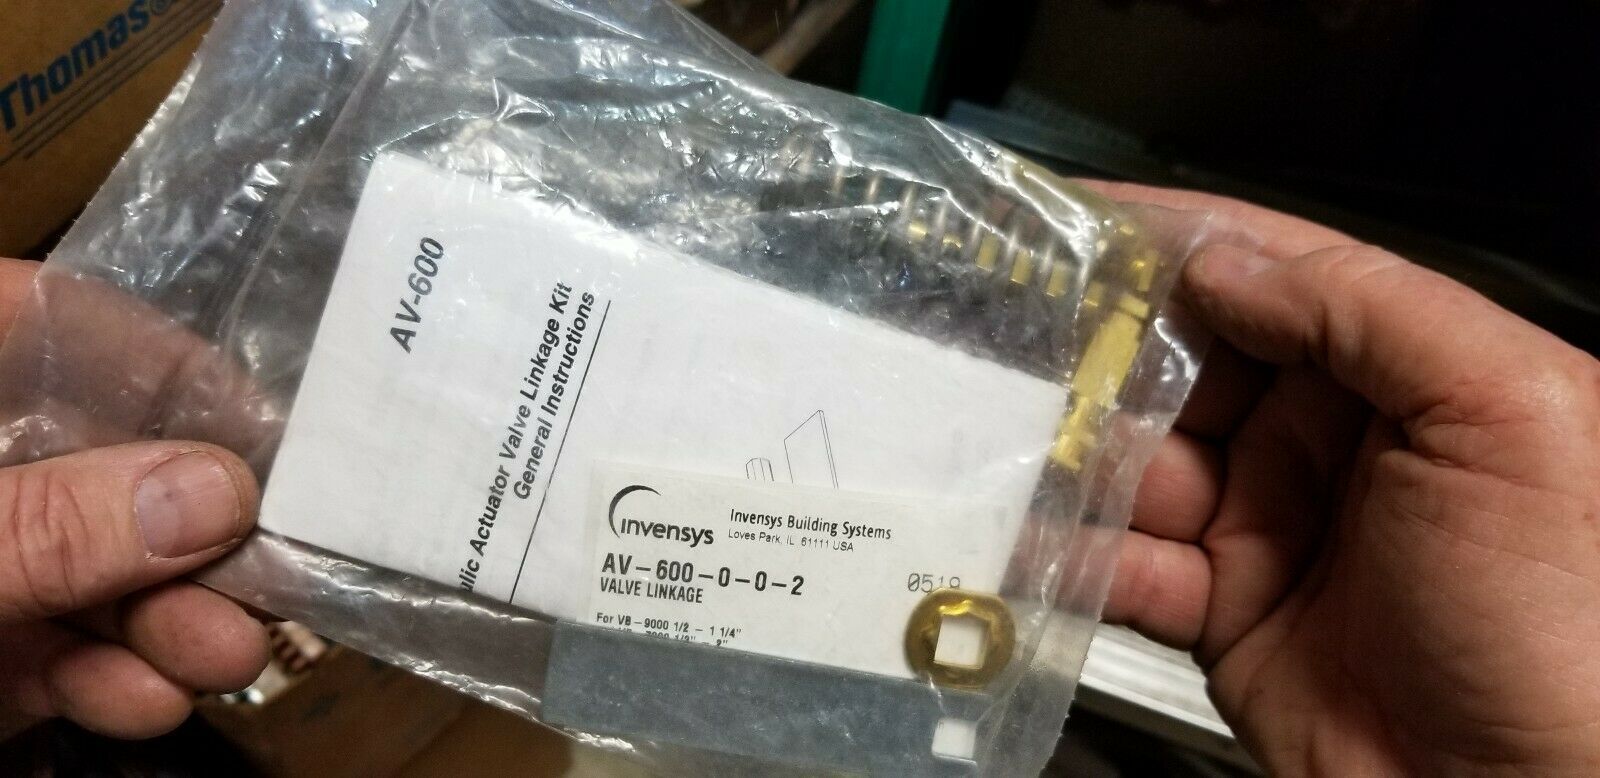 Thomas®
AV-600
ulic Actuator Valve Linkage Kit
General Instructions
invensys
Invensys Building Systems
Loves Park, IL 61111 USA
AV-600-0-0-2
VALVE LINKAGE
For VB-9000 1/2 - 1 1/4"